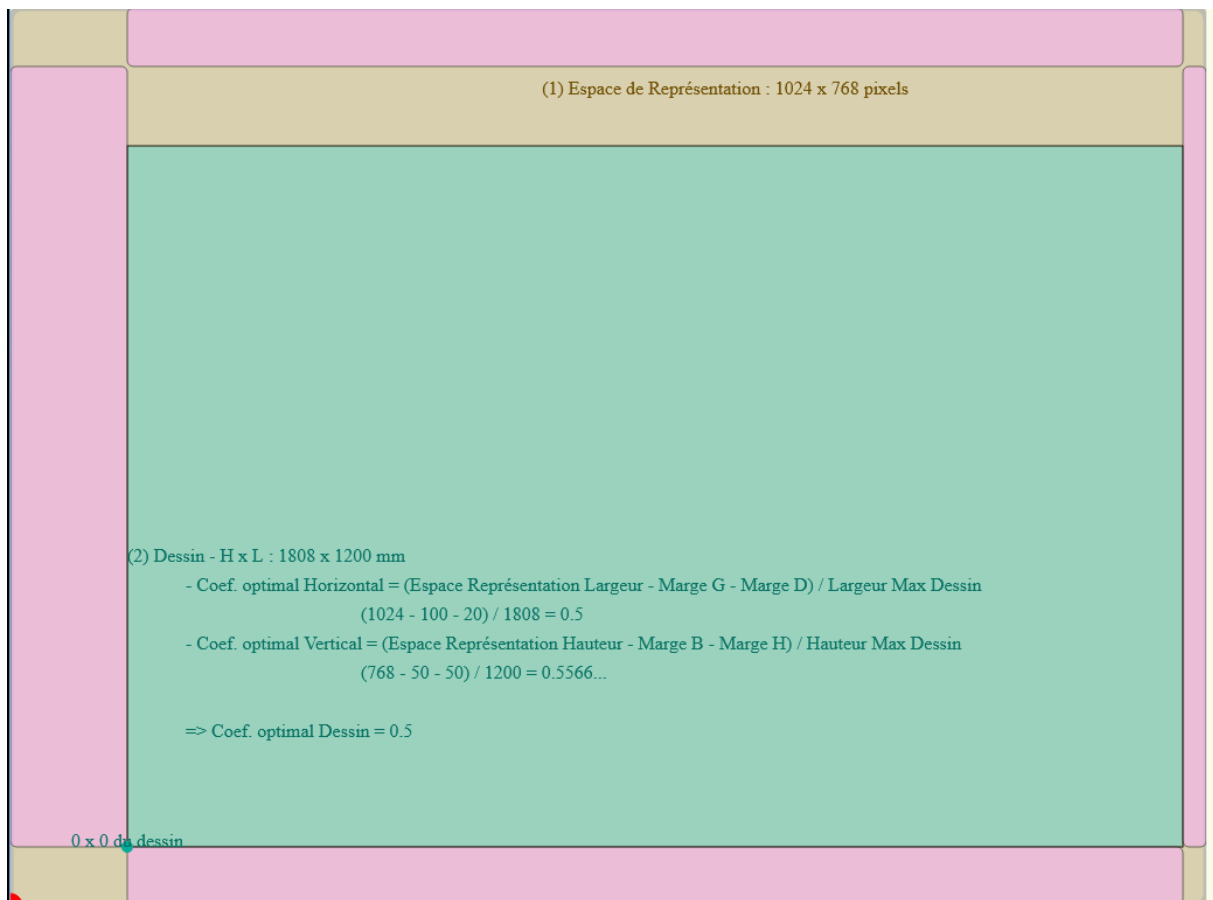 (1) Espace de Représentation : 1024 x 768 pixels
(2) Dessin - H x L : 1808 x 1200 mm
- Coef. optimal Horizontal = (Espace Représentation Largeur - Marge G - Marge D) / Largeur Max Dessin
(1024 - 100 - 20) / 1808 = 0.5
- Coef. optimal Vertical = (Espace Représentation Hauteur - Marge B - Marge H) / Hauteur Max Dessin
(768 - 50 - 50) / 1200 = 0.5566...
=> Coef. optimal Dessin = 0.5
0 x 0 du dessin